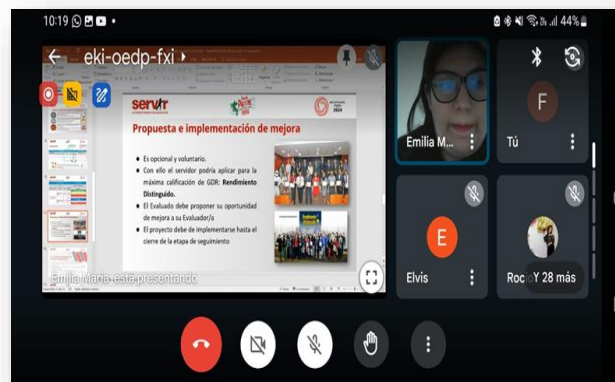 10:19
44%
eki-oedp-fxi
servir
Propuesta e implementación de mejora
Es opcional y voluntario.
Con ello el servidor podría aplicar para la
máxima calificación de GDR: Rendimiento
Distinguido.
El Evaluado debe proponer su oportunidad
de mejora a su Evaluador/a
El proyecto debe de implementarse hasta el
cierre de la etapa de seguimiento
Emilia Maria está presentando
Emilia M...
F
Tú
E
Elvis
Rocío
Y 28 más